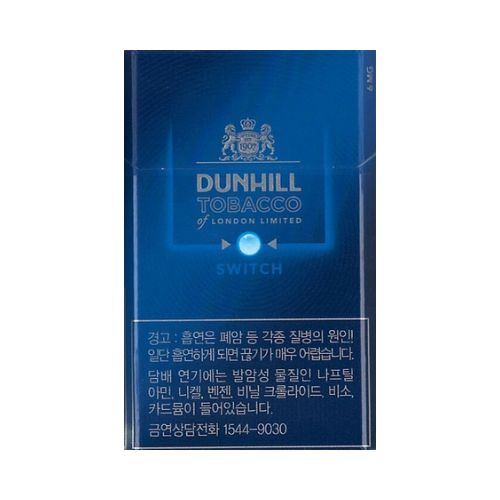 6 MG
1907
DUNHILL
TOBACCO
of LONDON LIMITED
SWITCH
경고 : 흡연은 폐암 등 각종 질병의 원인!
일단 흡연하게 되면 끊기가 매우 어렵습니다.
담배 연기에는 발암성 물질인 나프틸
아민, 니켈, 벤젠, 비닐 크롤라이드, 비소,
카드뮴이 들어있습니다.
금연상담전화 1544-9030